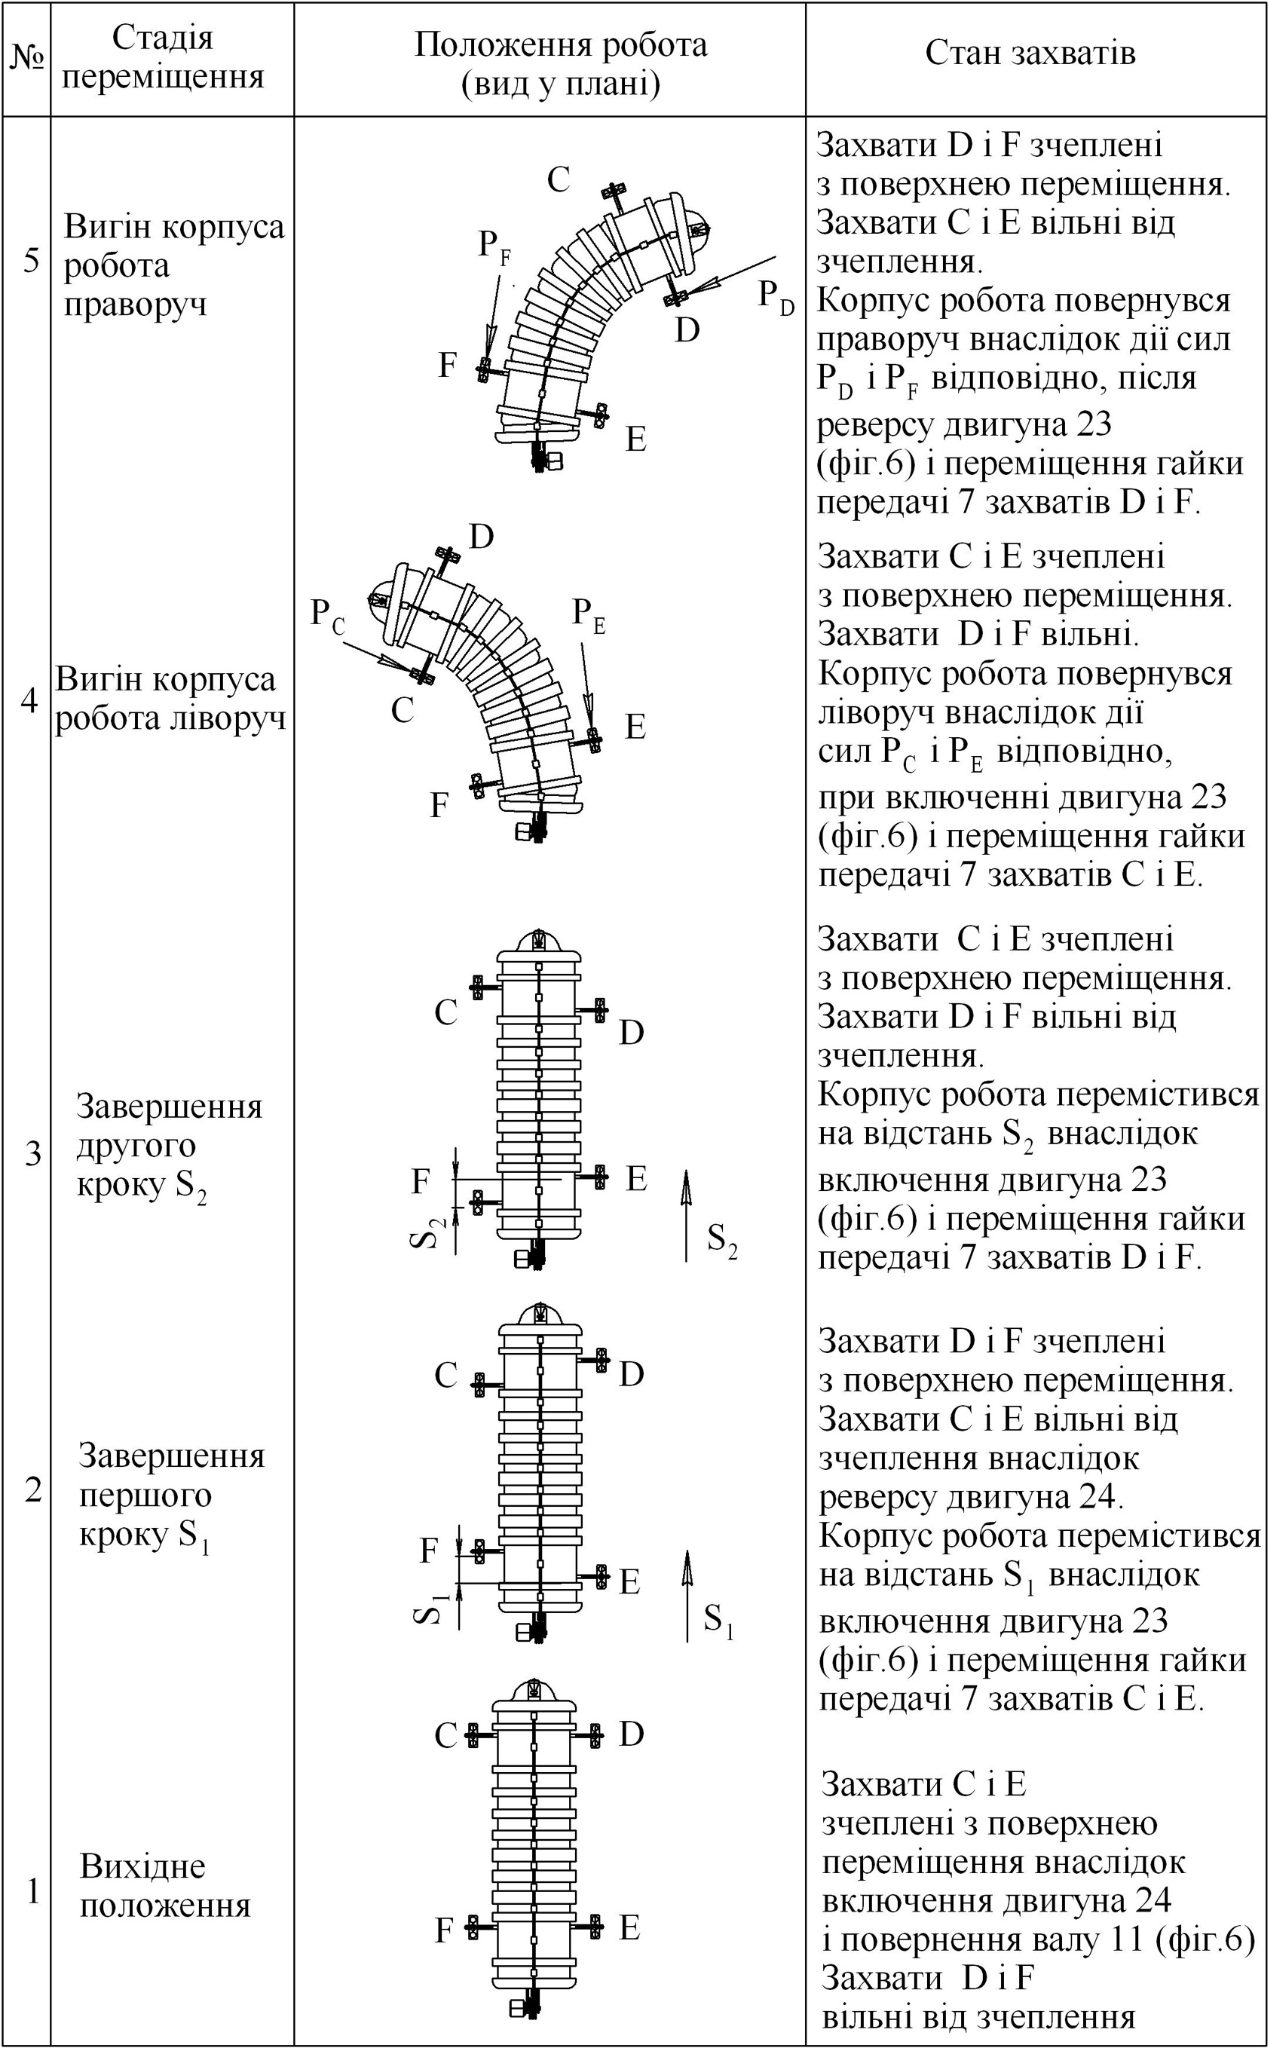 №
Стадія
переміщення
Положення робота
(вид у плані)
Стан захватів
5
Вигін корпуса
робота
праворуч
C
P_F
P_D
D
F
E
Захвати D і F зчеплені
з поверхнею переміщення.
Захвати C і E вільні від
зчеплення.
Корпус робота повернувся
праворуч внаслідок дії сил
P_D і P_F відповідно, після
реверсу двигуна 23
(фіг.6) і переміщення гайки
передачі 7 захватів D і F.
4
Вигін корпуса
робота ліворуч
D
P_C
P_E
C
E
F
Захвати C і E зчеплені
з поверхнею переміщення.
Захвати D і F вільні.
Корпус робота повернувся
ліворуч внаслідок дії
сил P_C і P_E відповідно,
при включенні двигуна 23
(фіг.6) і переміщення гайки
передачі 7 захватів C і E.
3
Завершення
другого
кроку S_2
C
D
F
E
S_2
S_2
Захвати C і E зчеплені
з поверхнею переміщення.
Захвати D і F вільні від
зчеплення.
Корпус робота перемістився
на відстань S_2 внаслідок
включення двигуна 23
(фіг.6) і переміщення гайки
передачі 7 захватів D і F.
2
Завершення
першого
кроку S_1
C
D
F
E
S_1
S_1
Захвати D і F зчеплені
з поверхнею переміщення.
Захвати C і E вільні від
зчеплення внаслідок
реверсу двигуна 24.
Корпус робота перемістився
на відстань S_1 внаслідок
включення двигуна 23
(фіг.6) і переміщення гайки
передачі 7 захватів C і E.
1
Вихідне
положення
C
D
F
E
Захвати C і E
зчеплені з поверхнею
переміщення внаслідок
включення двигуна 24
і повернення валу 11 (фіг.6)
Захвати D і F
вільні від зчеплення